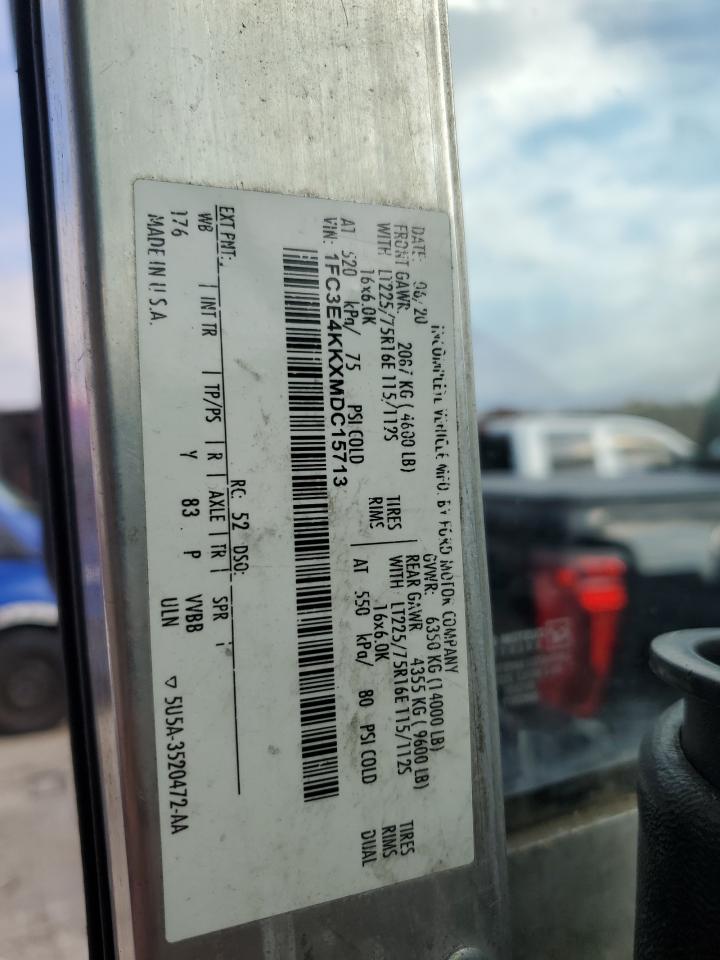 INCOMPLETE VEHICLE MFD. BY FORD MOTOR COMPANY
DATE: 06/20 GVWR: 6350 KG (14000 LB)
FRONT GAWR: 2087 KG (4600 LB) REAR GAWR 4355 KG (9600 LB)
WITH LT225/75R16E 115/112S TIRES WITH LT225/75R16E 115/112S TIRES
16x6.0K RIMS 16x6.0K RIMS
AT 520 kPa/ 75 PSI COLD AT 550 kPa/ 80 PSI COLD DUAL
VIN: 1FC3E4KKXMDC15713
EXT PNT: RC: 52 DSO:
WB INT TR TP/PS R AXLE TR SPR
176 Y 83 P VVBB
ULN
MADE IN U.S.A. ▽ 5U5A-3520472-AA